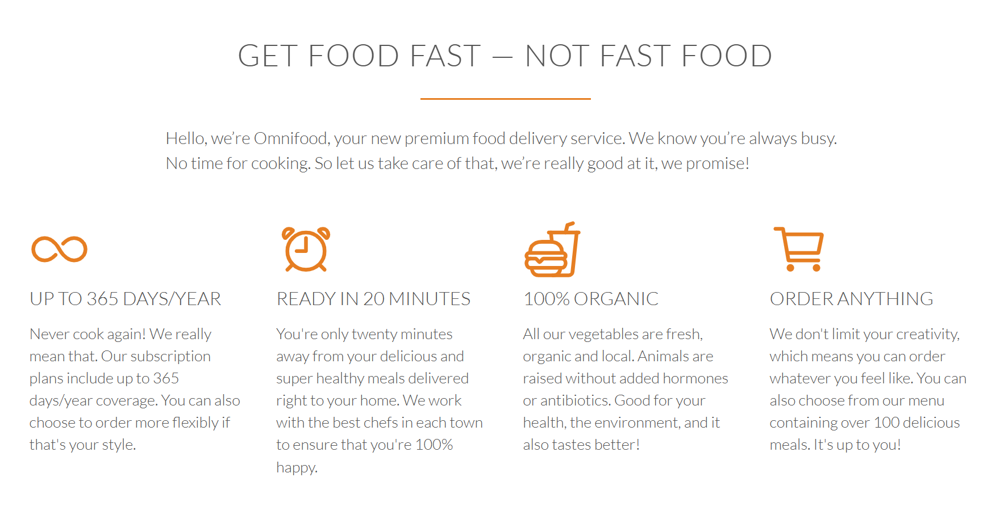 GET FOOD FAST — NOT FAST FOOD
Hello, we’re Omnifood, your new premium food delivery service. We know you’re always busy.
No time for cooking. So let us take care of that, we’re really good at it, we promise!
UP TO 365 DAYS/YEAR
Never cook again! We really
mean that. Our subscription
plans include up to 365
days/year coverage. You can also
choose to order more flexibly if
that's your style.
READY IN 20 MINUTES
You're only twenty minutes
away from your delicious and
super healthy meals delivered
right to your home. We work
with the best chefs in each town
to ensure that you're 100%
happy.
100% ORGANIC
All our vegetables are fresh,
organic and local. Animals are
raised without added hormones
or antibiotics. Good for your
health, the environment, and it
also tastes better!
ORDER ANYTHING
We don't limit your creativity,
which means you can order
whatever you feel like. You can
also choose from our menu
containing over 100 delicious
meals. It's up to you!